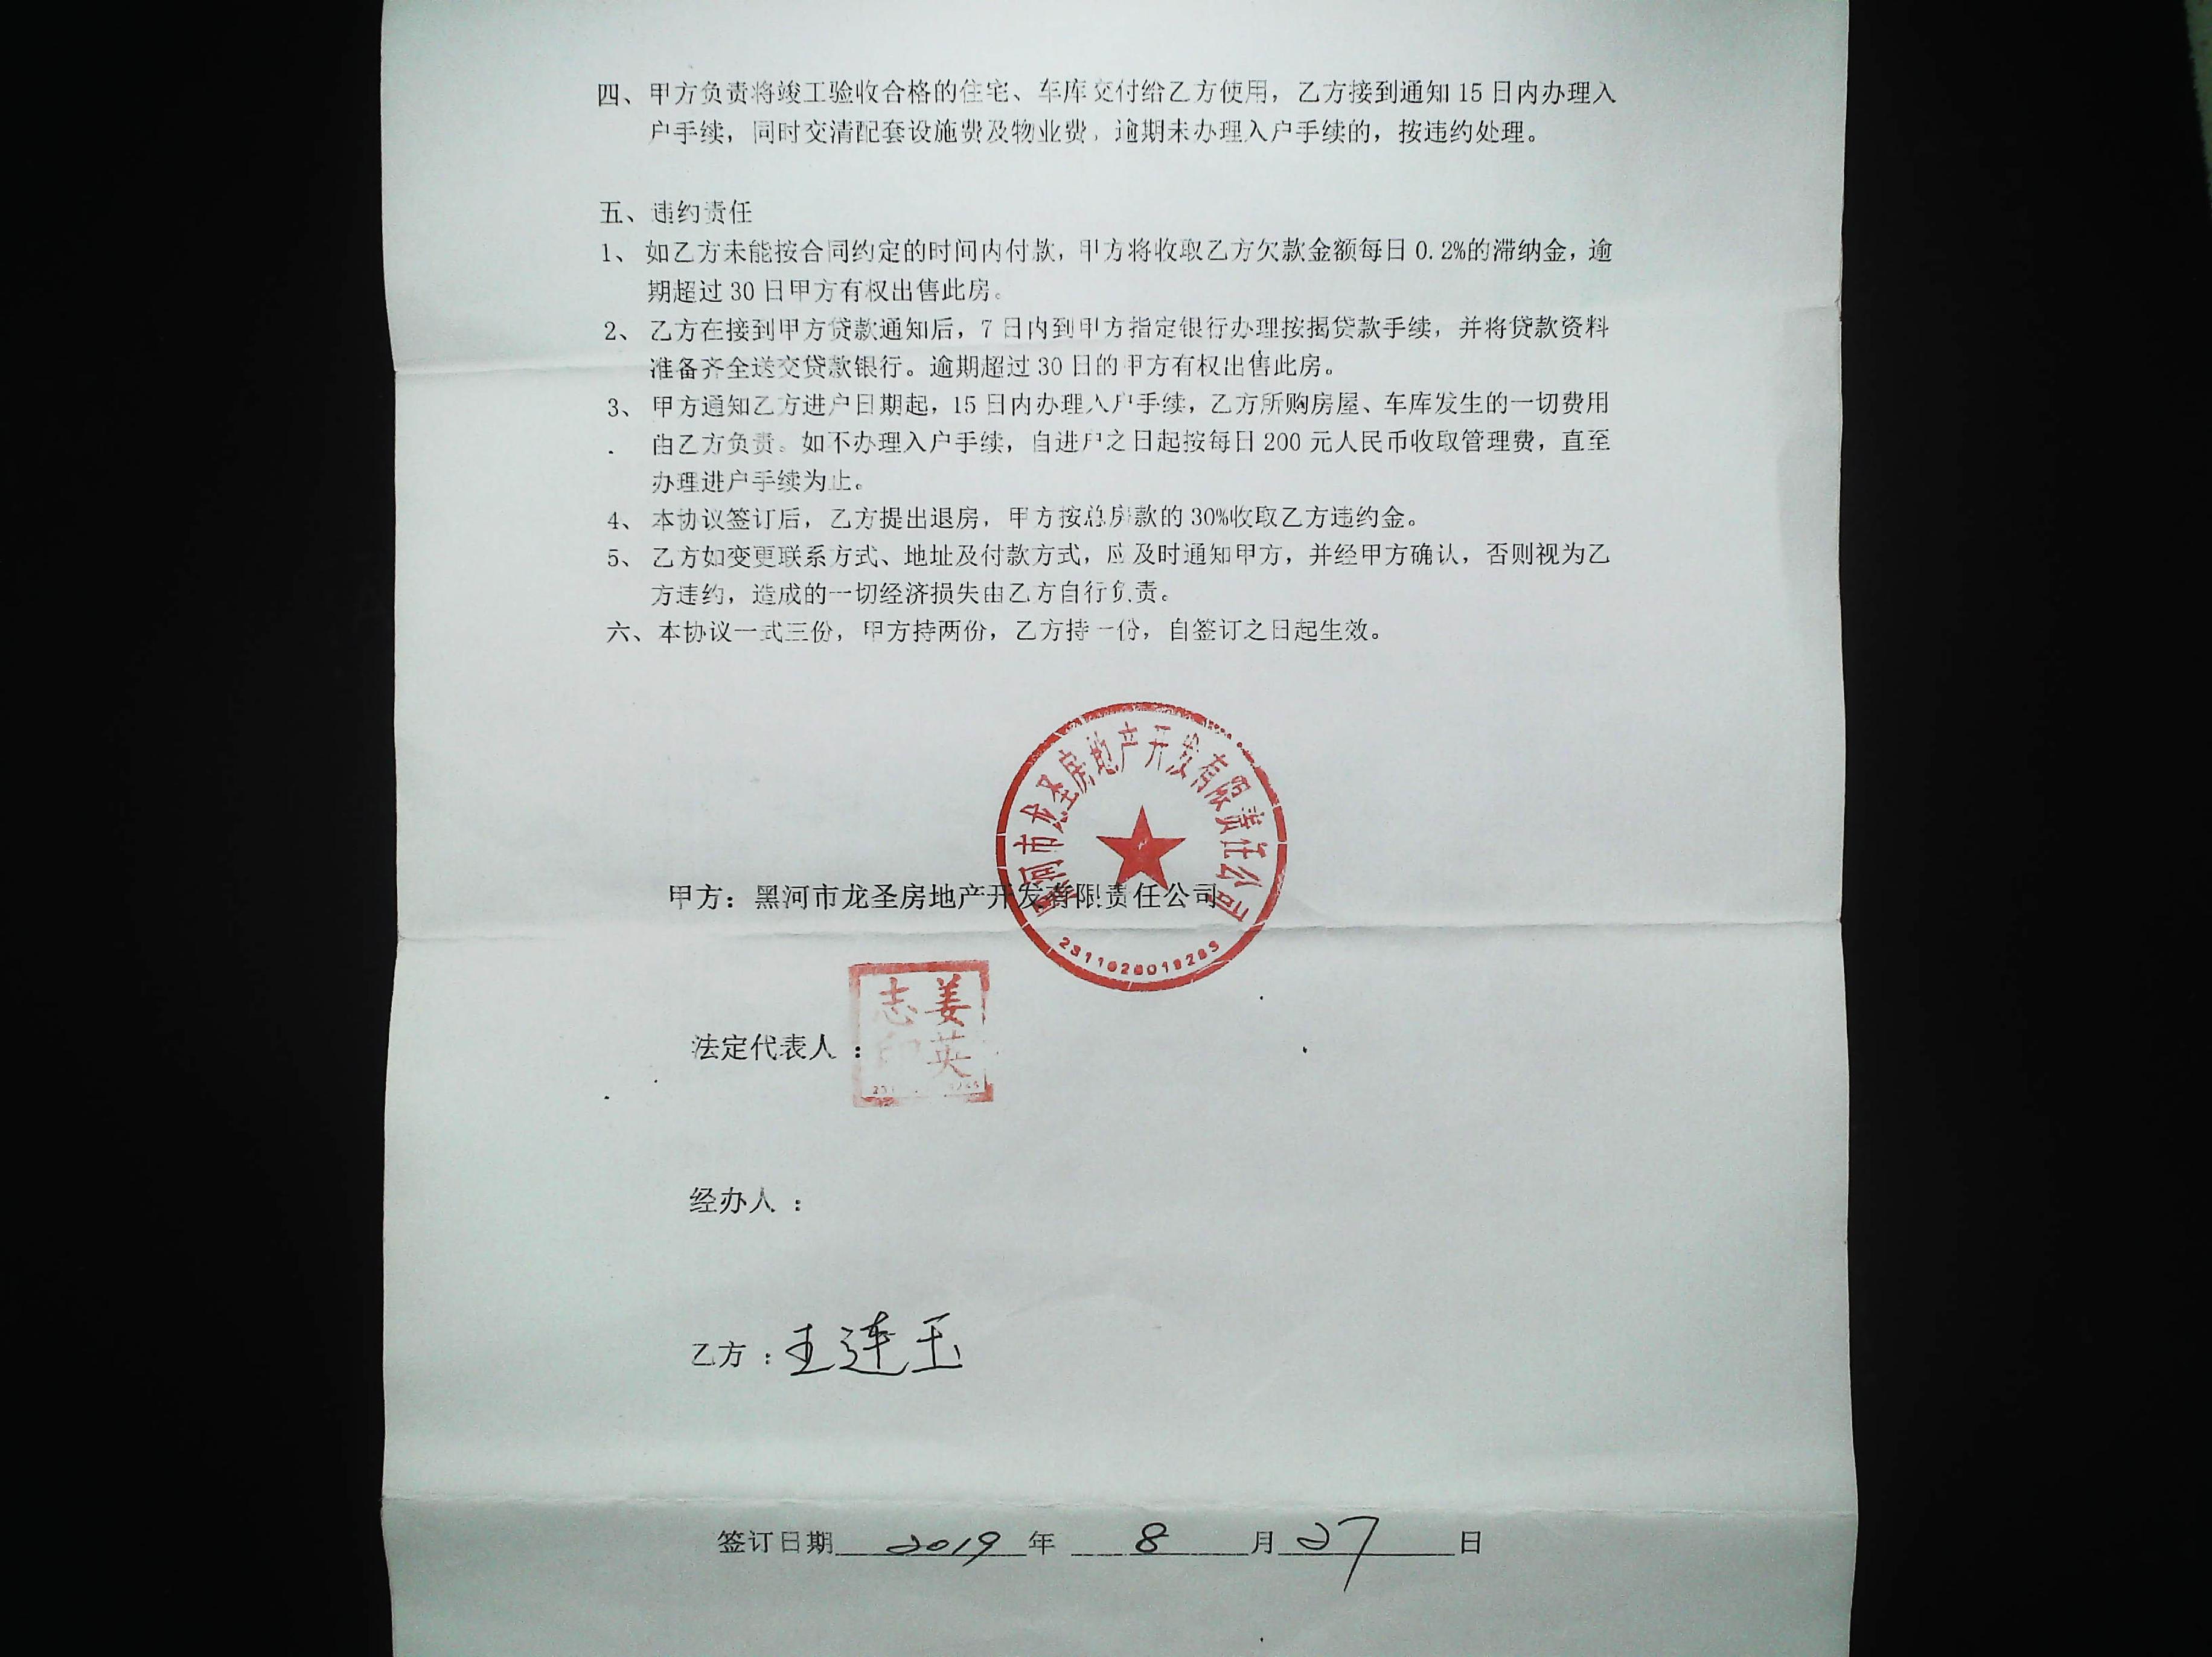 四、甲方负责将竣工验收合格的住宅、车库交付给乙方使用，乙方接到通知 15 日内办理入
户手续，同时交清配套设施费及物业费。逾期未办理入户手续的，按违约处理。
五、违约责任
1、如乙方未能按合同约定的时间内付款，甲方将收取乙方欠款金额每日 0.2%的滞纳金，逾
期超过 30 日甲方有权出售此房。
2、乙方在接到甲方贷款通知后，7 日内到甲方指定银行办理按揭贷款手续，并将贷款资料
准备齐全送交贷款银行。逾期超过 30 日的甲方有权出售此房。
3、甲方通知乙方进户日期起，15 日内办理入户手续，乙方所购房屋、车库发生的一切费用
由乙方负责。如不办理入户手续，自进户之日起按每日 200 元人民币收取管理费，直至
办理进户手续为止。
4、本协议签订后，乙方提出退房，甲方按总房款的 30%收取乙方违约金。
5、乙方如变更联系方式、地址及付款方式，应及时通知甲方，并经甲方确认，否则视为乙
方违约，造成的一切经济损失由乙方自行负责。
六、本协议一式三份，甲方持两份，乙方持一份，自签订之日起生效。
黑河市龙圣房地产开发有限责任公司
甲方：黑河市龙圣房地产开发有限责任公司
法定代表人：
姜英
志印
经办人：
乙方：王连玉
签订日期 2019 年 8 月 27 日